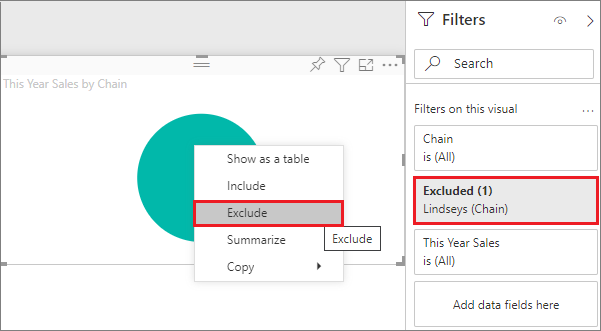 This Year Sales by Chain
Show as a table
Include
Exclude
Summarize
Copy
Exclude
Filters
Search
Filters on this visual
Chain
is (All)
Excluded (1)
Lindseys (Chain)
This Year Sales
is (All)
Add data fields here